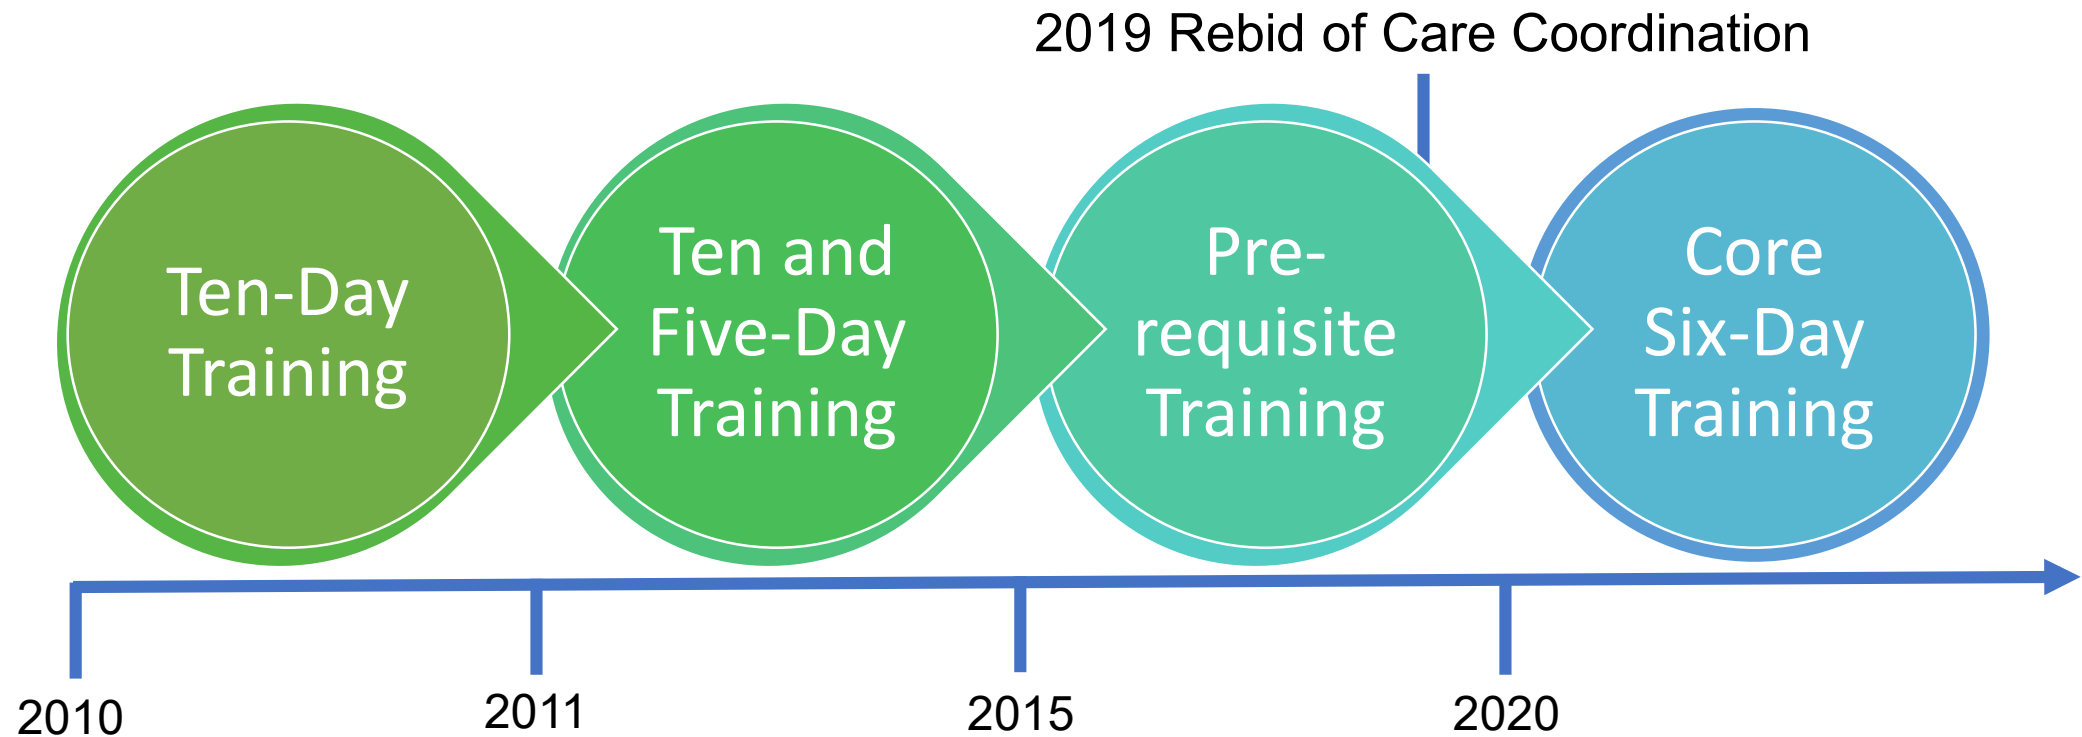 2019 Rebid of Care Coordination
Ten-Day
Training
Ten and
Five-Day
Training
Pre-
requisite
Training
Core
Six-Day
Training
2010
2011
2015
2020